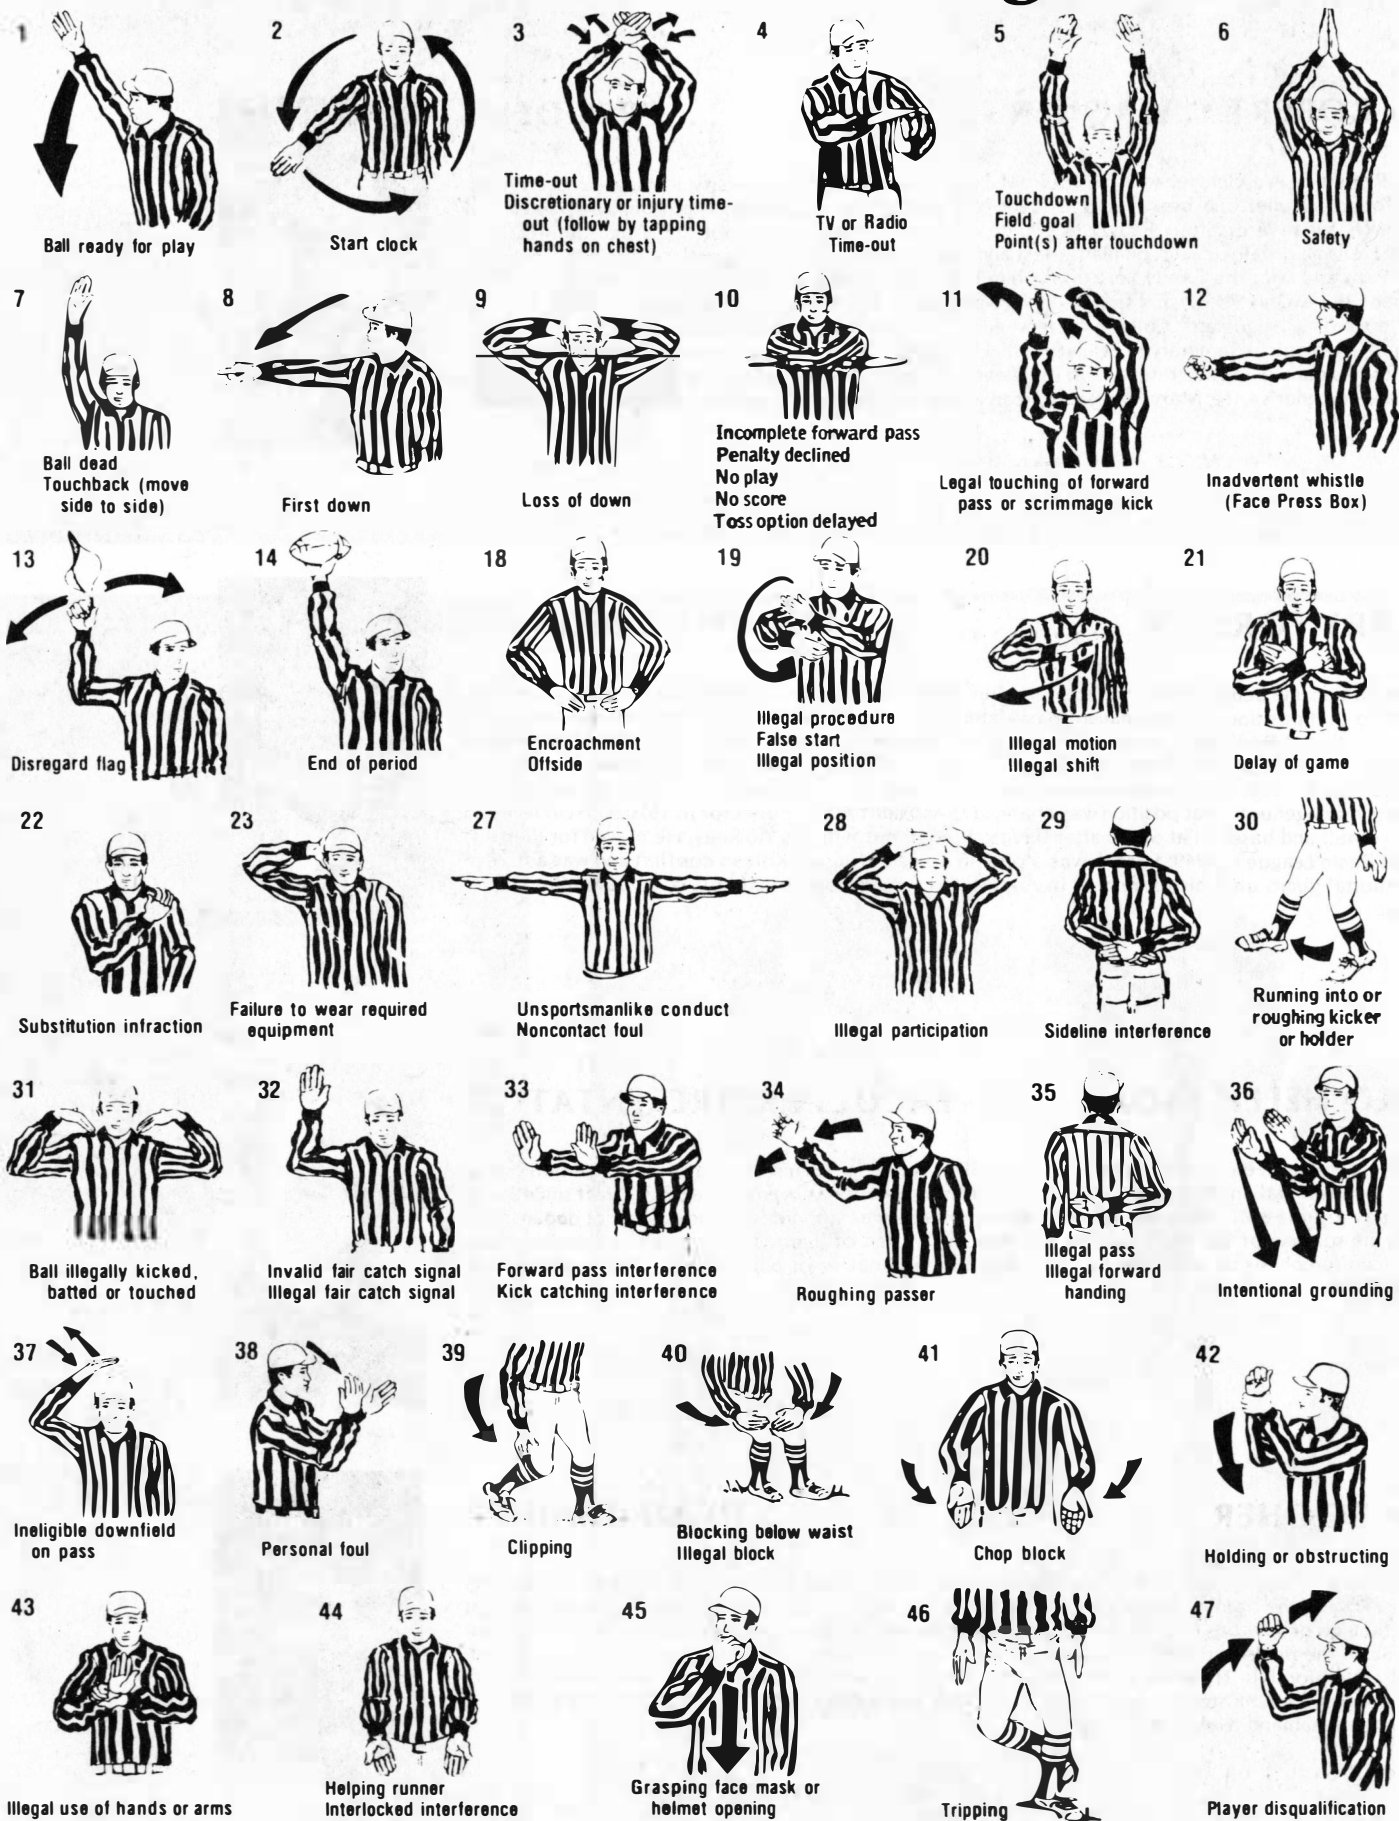 1
Ball ready for play
2
Start clock
3
Time-out
Discretionary or injury time-
out (follow by tapping
hands on chest)
4
TV or Radio
Time-out
5
Touchdown
Field goal
Point(s) after touchdown
6
Safety
7
Ball dead
Touchback (move
side to side)
8
First down
9
Loss of down
10
Incomplete forward pass
Penalty declined
No play
No score
Toss option delayed
11
Legal touching of forward
pass or scrimmage kick
12
Inadvertent whistle
(Face Press Box)
13
Disregard flag
14
End of period
18
Encroachment
Offside
19
Illegal procedure
False start
Illegal position
20
Illegal motion
Illegal shift
21
Delay of game
22
Substitution infraction
23
Failure to wear required
equipment
27
Unsportsmanlike conduct
Noncontact foul
28
Illegal participation
29
Sideline interference
30
Running into or
roughing kicker
or holder
31
Ball illegally kicked,
batted or touched
32
Invalid fair catch signal
Illegal fair catch signal
33
Forward pass interference
Kick catching interference
34
Roughing passer
35
Illegal pass
Illegal forward
handing
36
Intentional grounding
37
Ineligible downfield
on pass
38
Personal foul
39
Clipping
40
Blocking below waist
Illegal block
41
Chop block
42
Holding or obstructing
43
Illegal use of hands or arms
44
Helping runner
Interlocked interference
45
Grasping face mask or
helmet opening
46
Tripping
47
Player disqualification